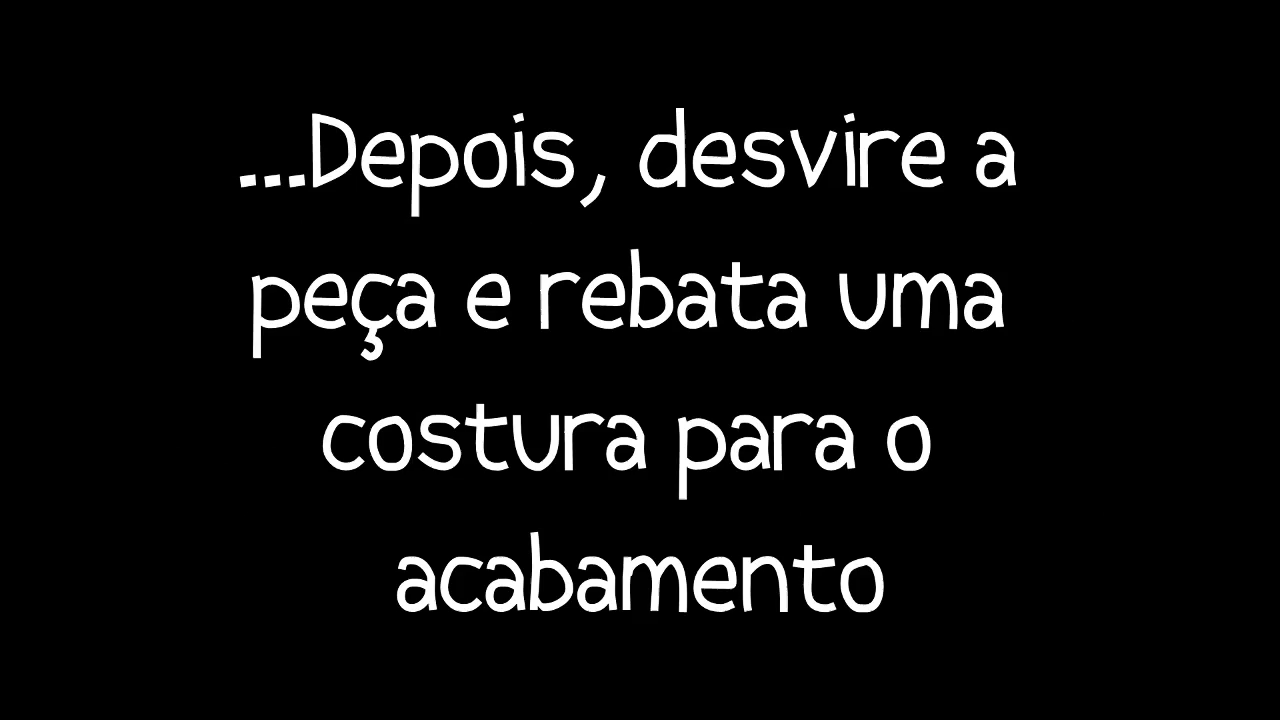 ...Depois, desvire a
peça e rebata uma
costura para o
acabamento